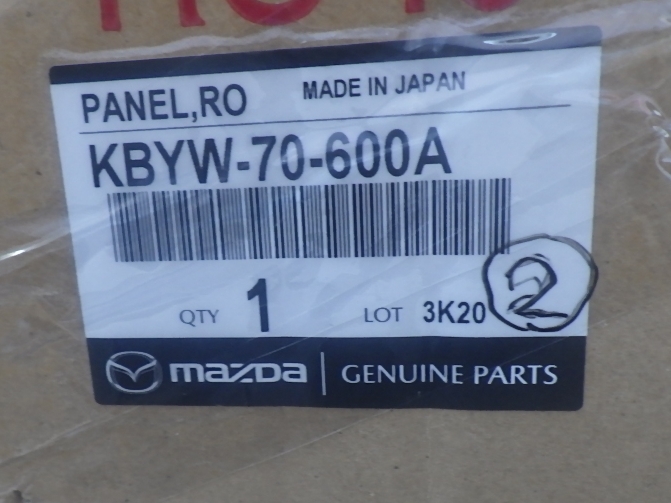 PANEL,RO MADE IN JAPAN
KBYW-70-600A
QTY 1 LOT 3K20 2
mazda GENUINE PARTS